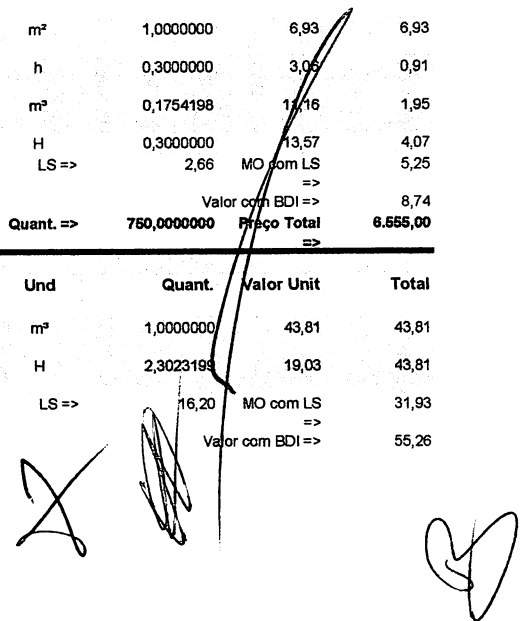 m² 1,0000000 6,93 6,93
h 0,3000000 3,06 0,91
m³ 0,1754198 11,16 1,95
H 0,3000000 13,57 4,07
LS => 2,66 MO com LS 5,25
=>
Valor com BDI => 8,74
Quant. => 750,0000000 Preço Total 6.555,00
=>
Und Quant. Valor Unit Total
m³ 1,0000000 43,81 43,81
H 2,3023199 19,03 43,81
LS => 16,20 MO com LS 31,93
=>
Valor com BDI => 55,26